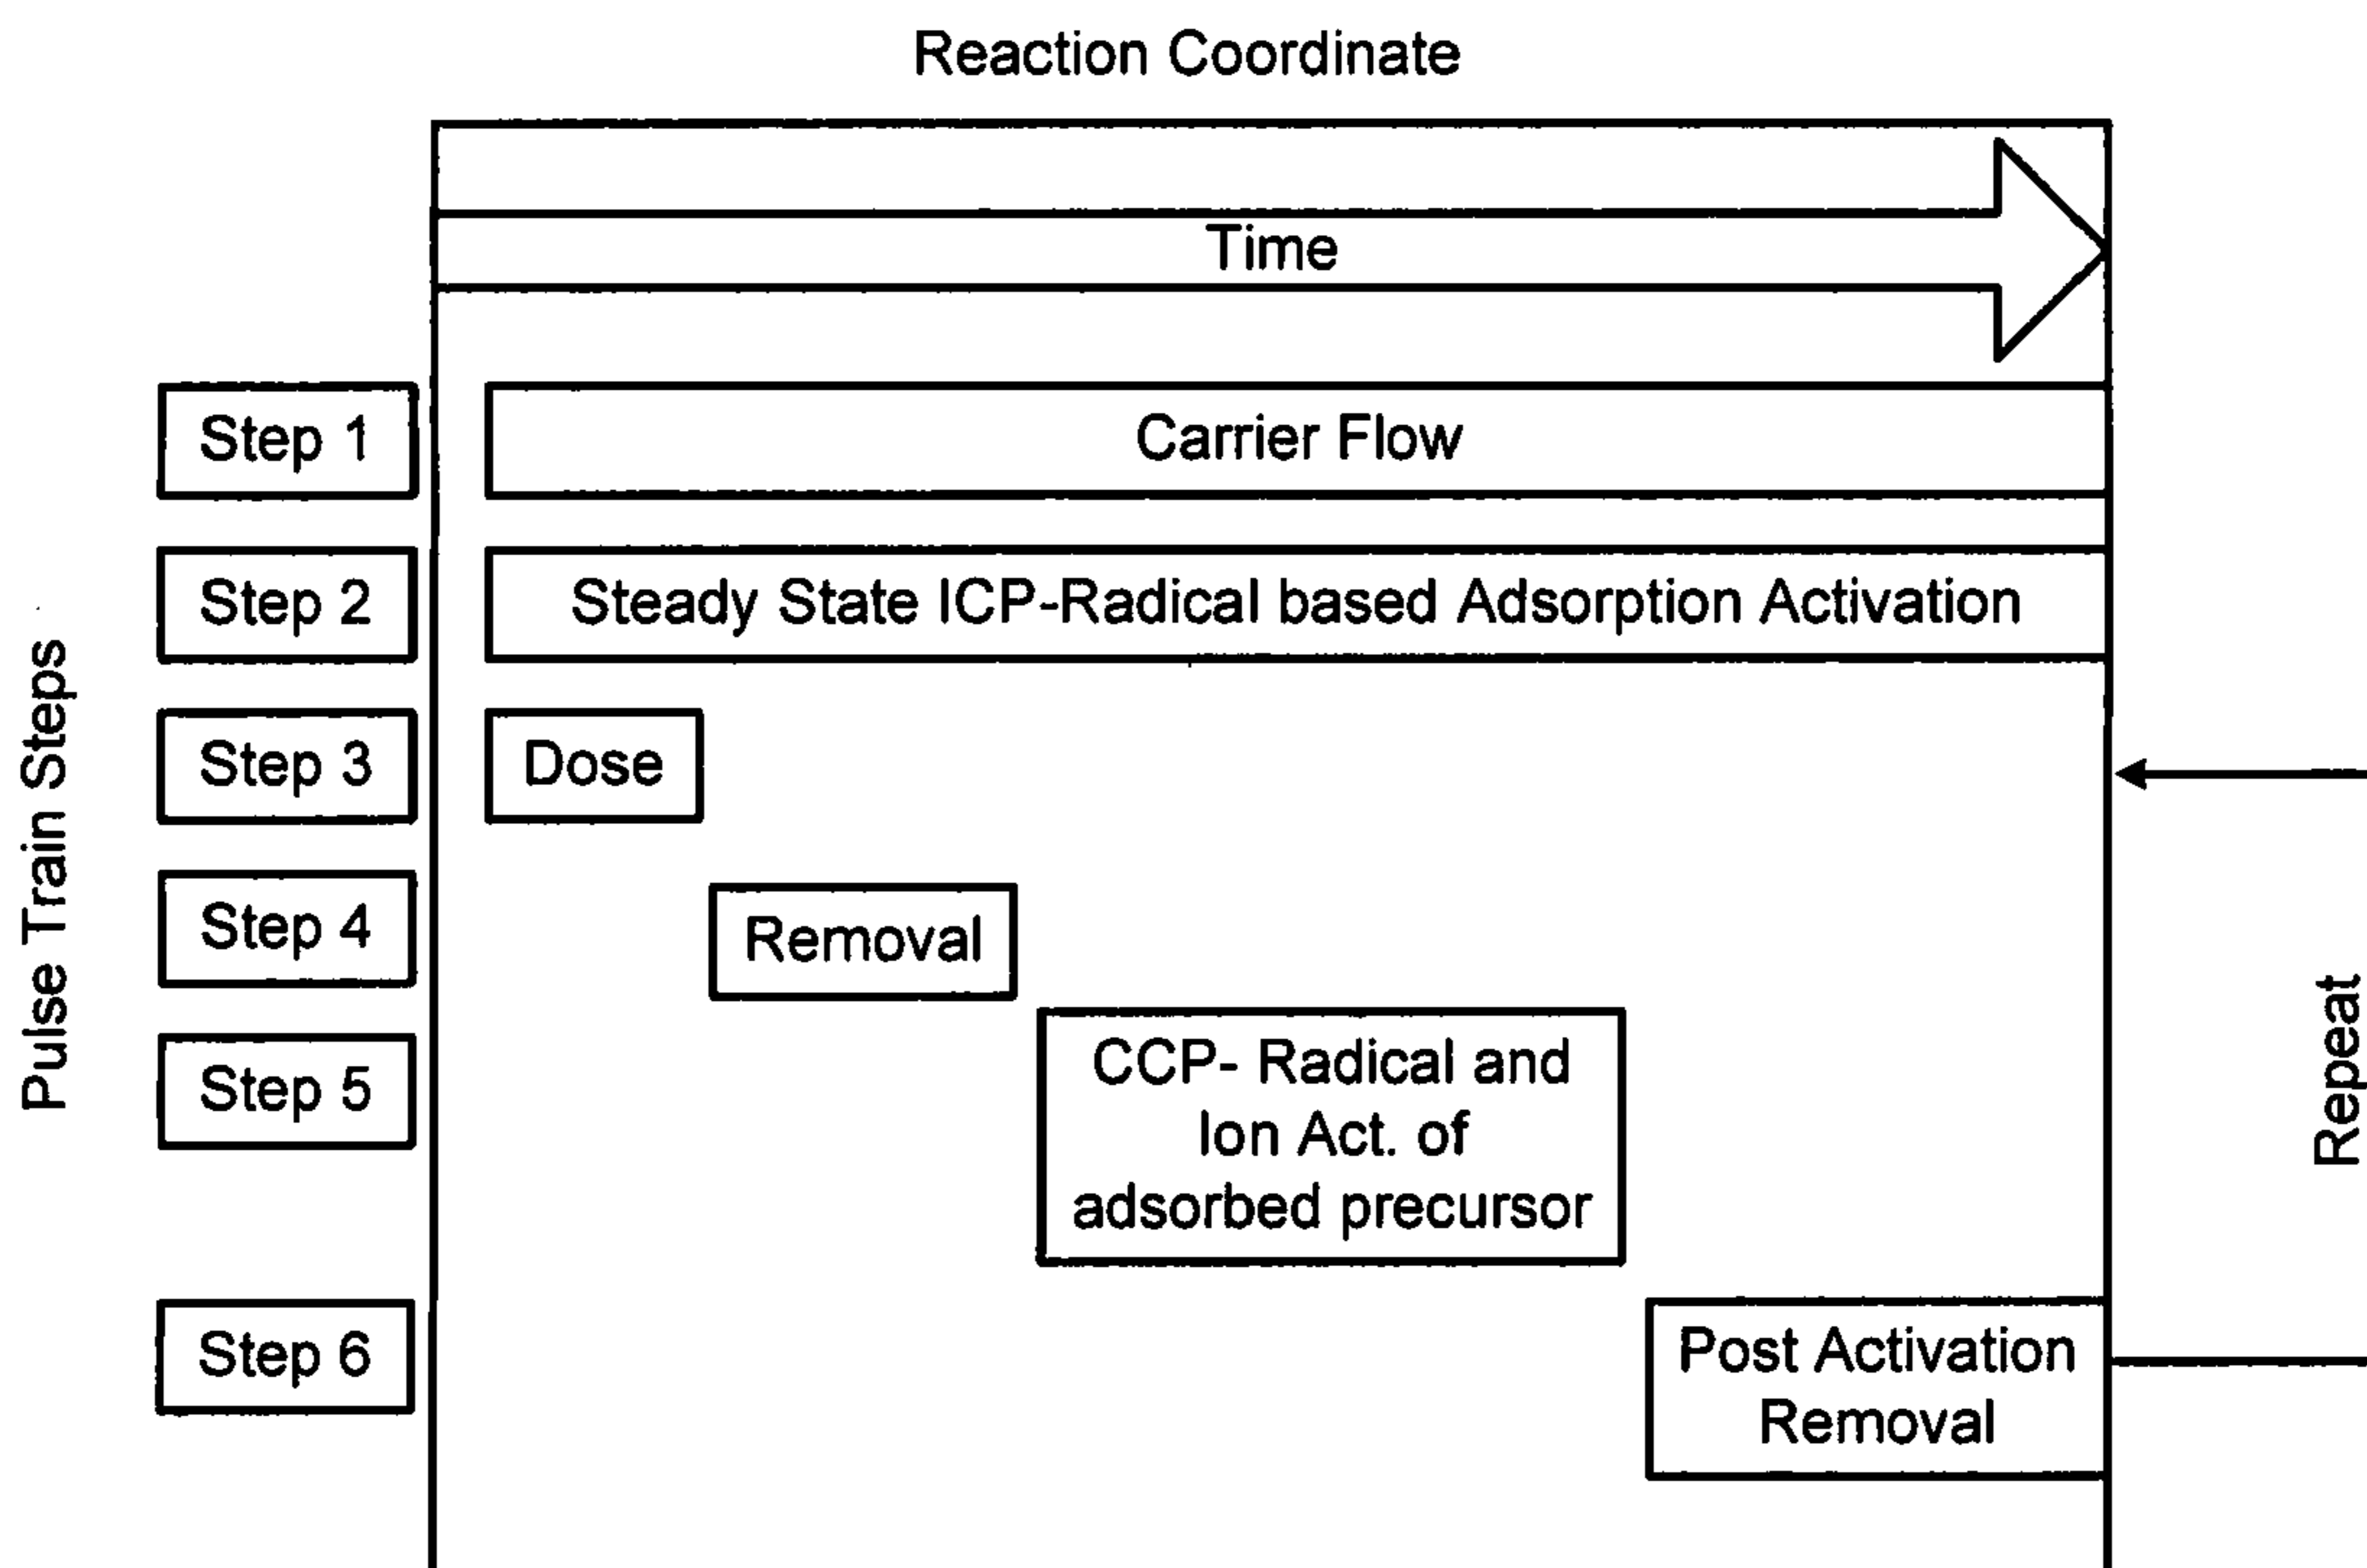 Reaction Coordinate
Time
Pulse Train Steps
Step 1
Carrier Flow
Step 2
Steady State ICP-Radical based Adsorption Activation
Step 3
Dose
Step 4
Removal
Step 5
CCP- Radical and
Ion Act. of
adsorbed precursor
Step 6
Post Activation
Removal
Repeat